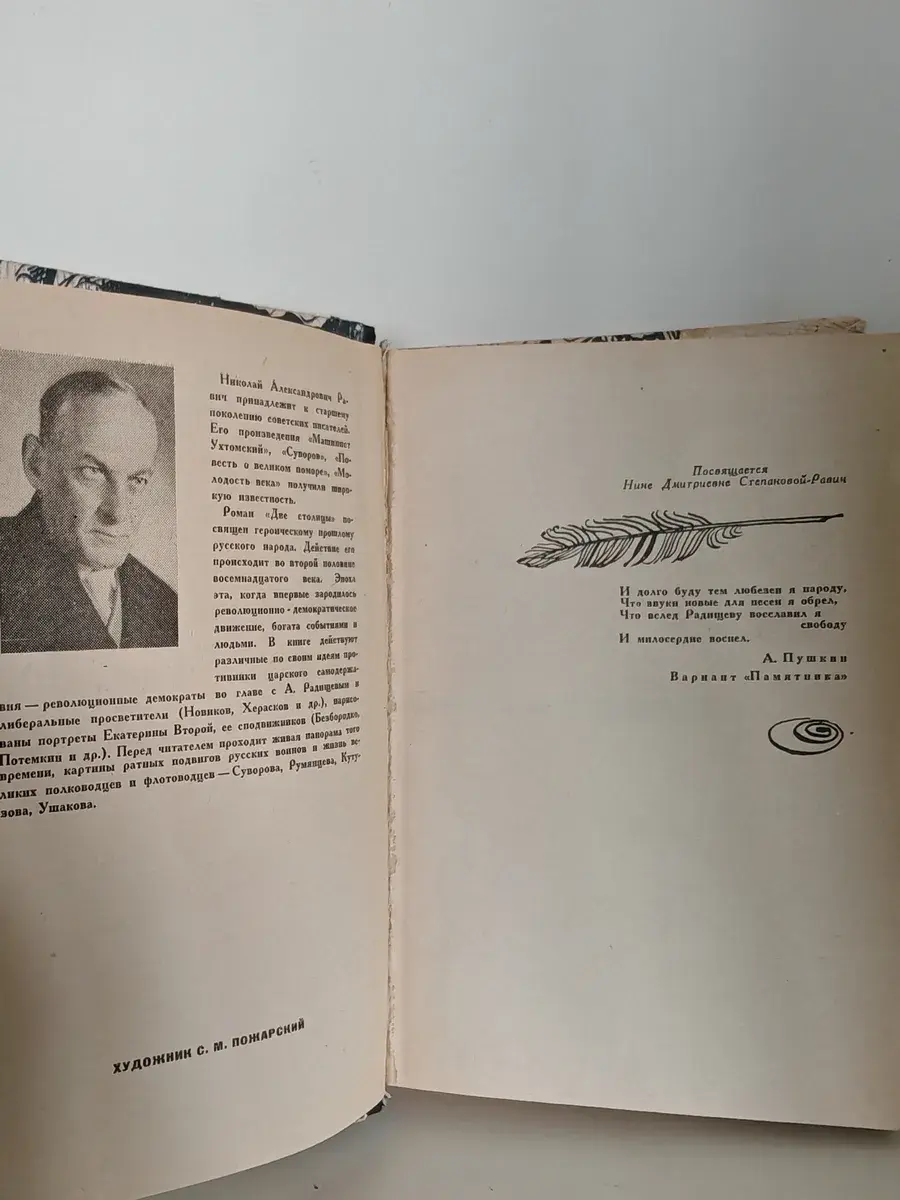 Николай Александрович Ра-
вич принадлежит к старшему
поколению советских писателей.
Его произведения «Машинист
Ухтомский», «Суворов», «По-
весть о великом поморе», «Мо-
лодость века» получили широ-
кую известность.
Роман «Две столицы» по-
священ героическому прошлому
русского народа. Действие его
происходит во второй половине
восемнадцатого века. Эпоха
эта, когда впервые зародилось
революционно-демократическое
движение, богата событиями и
людьми. В книге действуют
различные по своим идеям про-
тивники царского самодержа-
вия — революционные демократы во главе с А. Радищевым и
либеральные просветители (Новиков, Херасков и др.), нарисо-
ваны портреты Екатерины Второй, ее сподвижников (Безбородко,
Потемкин и др.). Перед читателем проходит живая панорама того
времени, картины ратных подвигов русских воинов и жизнь ве-
ликих полководцев и флотоводцев — Суворова, Румянцева, Куту-
зова, Ушакова.
ХУДОЖНИК С. М. ПОЖАРСКИЙ
Посвящается
Нине Дмитриевне Степановой-Равич
И долго буду тем любезен я народу,
Что звуки новые для песен я обрел,
Что вслед Радищеву восславил я
свободу
И милосердие воспел.
А. Пушкин
Вариант «Памятника»